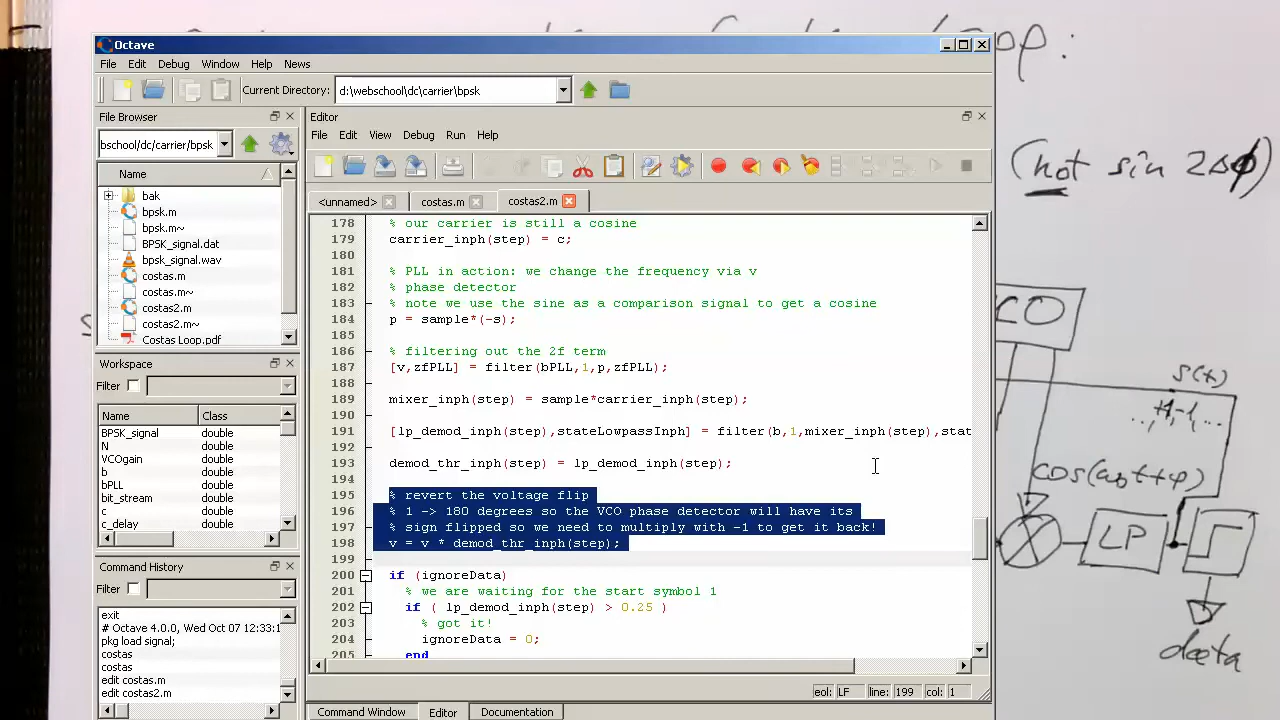 op:
Octave
File Edit Debug Window Help News
Current Directory: d:\webschool\dc\carrier\bpsk
File Browser
bschool/dc/carrier/bpsk
Name
bak
bpsk.m
bpsk.m~
BPSK_signal.dat
bpsk_signal.wav
costas.m
costas.m~
costas2.m
costas2.m~
Costas Loop.pdf
Workspace
Filter
Name Class
BPSK_signal double
N double
VCOgain double
b double
bPLL double
bit_stream double
c double
c_delay double
Command History
Filter
exit
# Octave 4.0.0, Wed Oct 07 12:33:1
pkg load signal;
costas
costas
edit costas.m
edit costas2.m
Editor
File Edit View Debug Run Help
<unnamed> costas.m costas2.m
178 % our carrier is still a cosine
179 carrier_inph(step) = c;
180
181 % PLL in action: we change the frequency via v
182 % phase detector
183 % note we use the sine as a comparison signal to get a cosine
184 p = sample*(-s);
185
186 % filtering out the 2f term
187 [v,zfPLL] = filter(bPLL,1,p,zfPLL);
188
189 mixer_inph(step) = sample*carrier_inph(step);
190
191 [lp_demod_inph(step),stateLowpassInph] = filter(b,1,mixer_inph(step),stat
192
193 demod_thr_inph(step) = lp_demod_inph(step);
194
195 % revert the voltage flip
196 % 1 -> 180 degrees so the VCO phase detector will have its
197 % sign flipped so we need to multiply with -1 to get it back!
198 v = v * demod_thr_inph(step);
199
200 if (ignoreData)
201 % we are waiting for the start symbol 1
202 if ( lp_demod_inph(step) > 0.25 )
203 % got it!
204 ignoreData = 0;
205 end
eol: LF line: 199 col: 1
Command Window Editor Documentation
(not sin 2Δϕ)
CO
s(t)
..,+1,-1,...
cos(ω₀t+φ)
LP
data